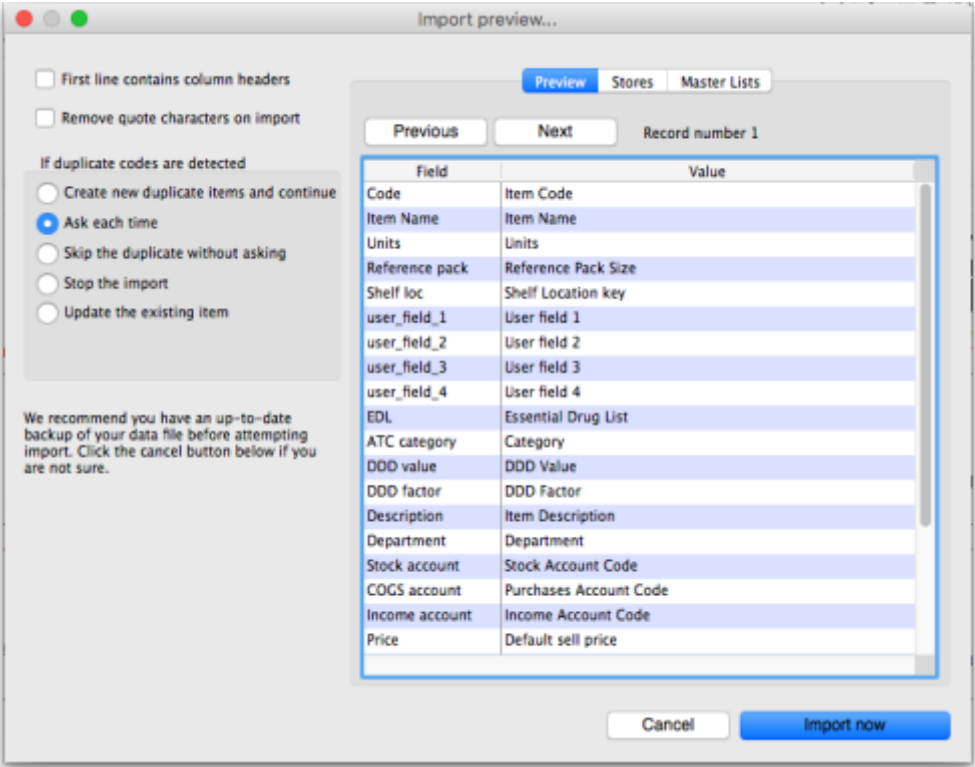 Import preview...
First line contains column headers
Remove quote characters on import
If duplicate codes are detected
Create new duplicate items and continue
Ask each time
Skip the duplicate without asking
Stop the import
Update the existing item
We recommend you have an up-to-date
backup of your data file before attempting
import. Click the cancel button below if you
are not sure.
Preview Stores Master Lists
Previous Next Record number 1
Field Value
Code Item Code
Item Name Item Name
Units Units
Reference pack Reference Pack Size
Shelf loc Shelf Location key
user_field_1 User field 1
user_field_2 User field 2
user_field_3 User field 3
user_field_4 User field 4
EDL Essential Drug List
ATC category Category
DDD value DDD Value
DDD factor DDD Factor
Description Item Description
Department Department
Stock account Stock Account Code
COGS account Purchases Account Code
Income account Income Account Code
Price Default sell price
Cancel Import now